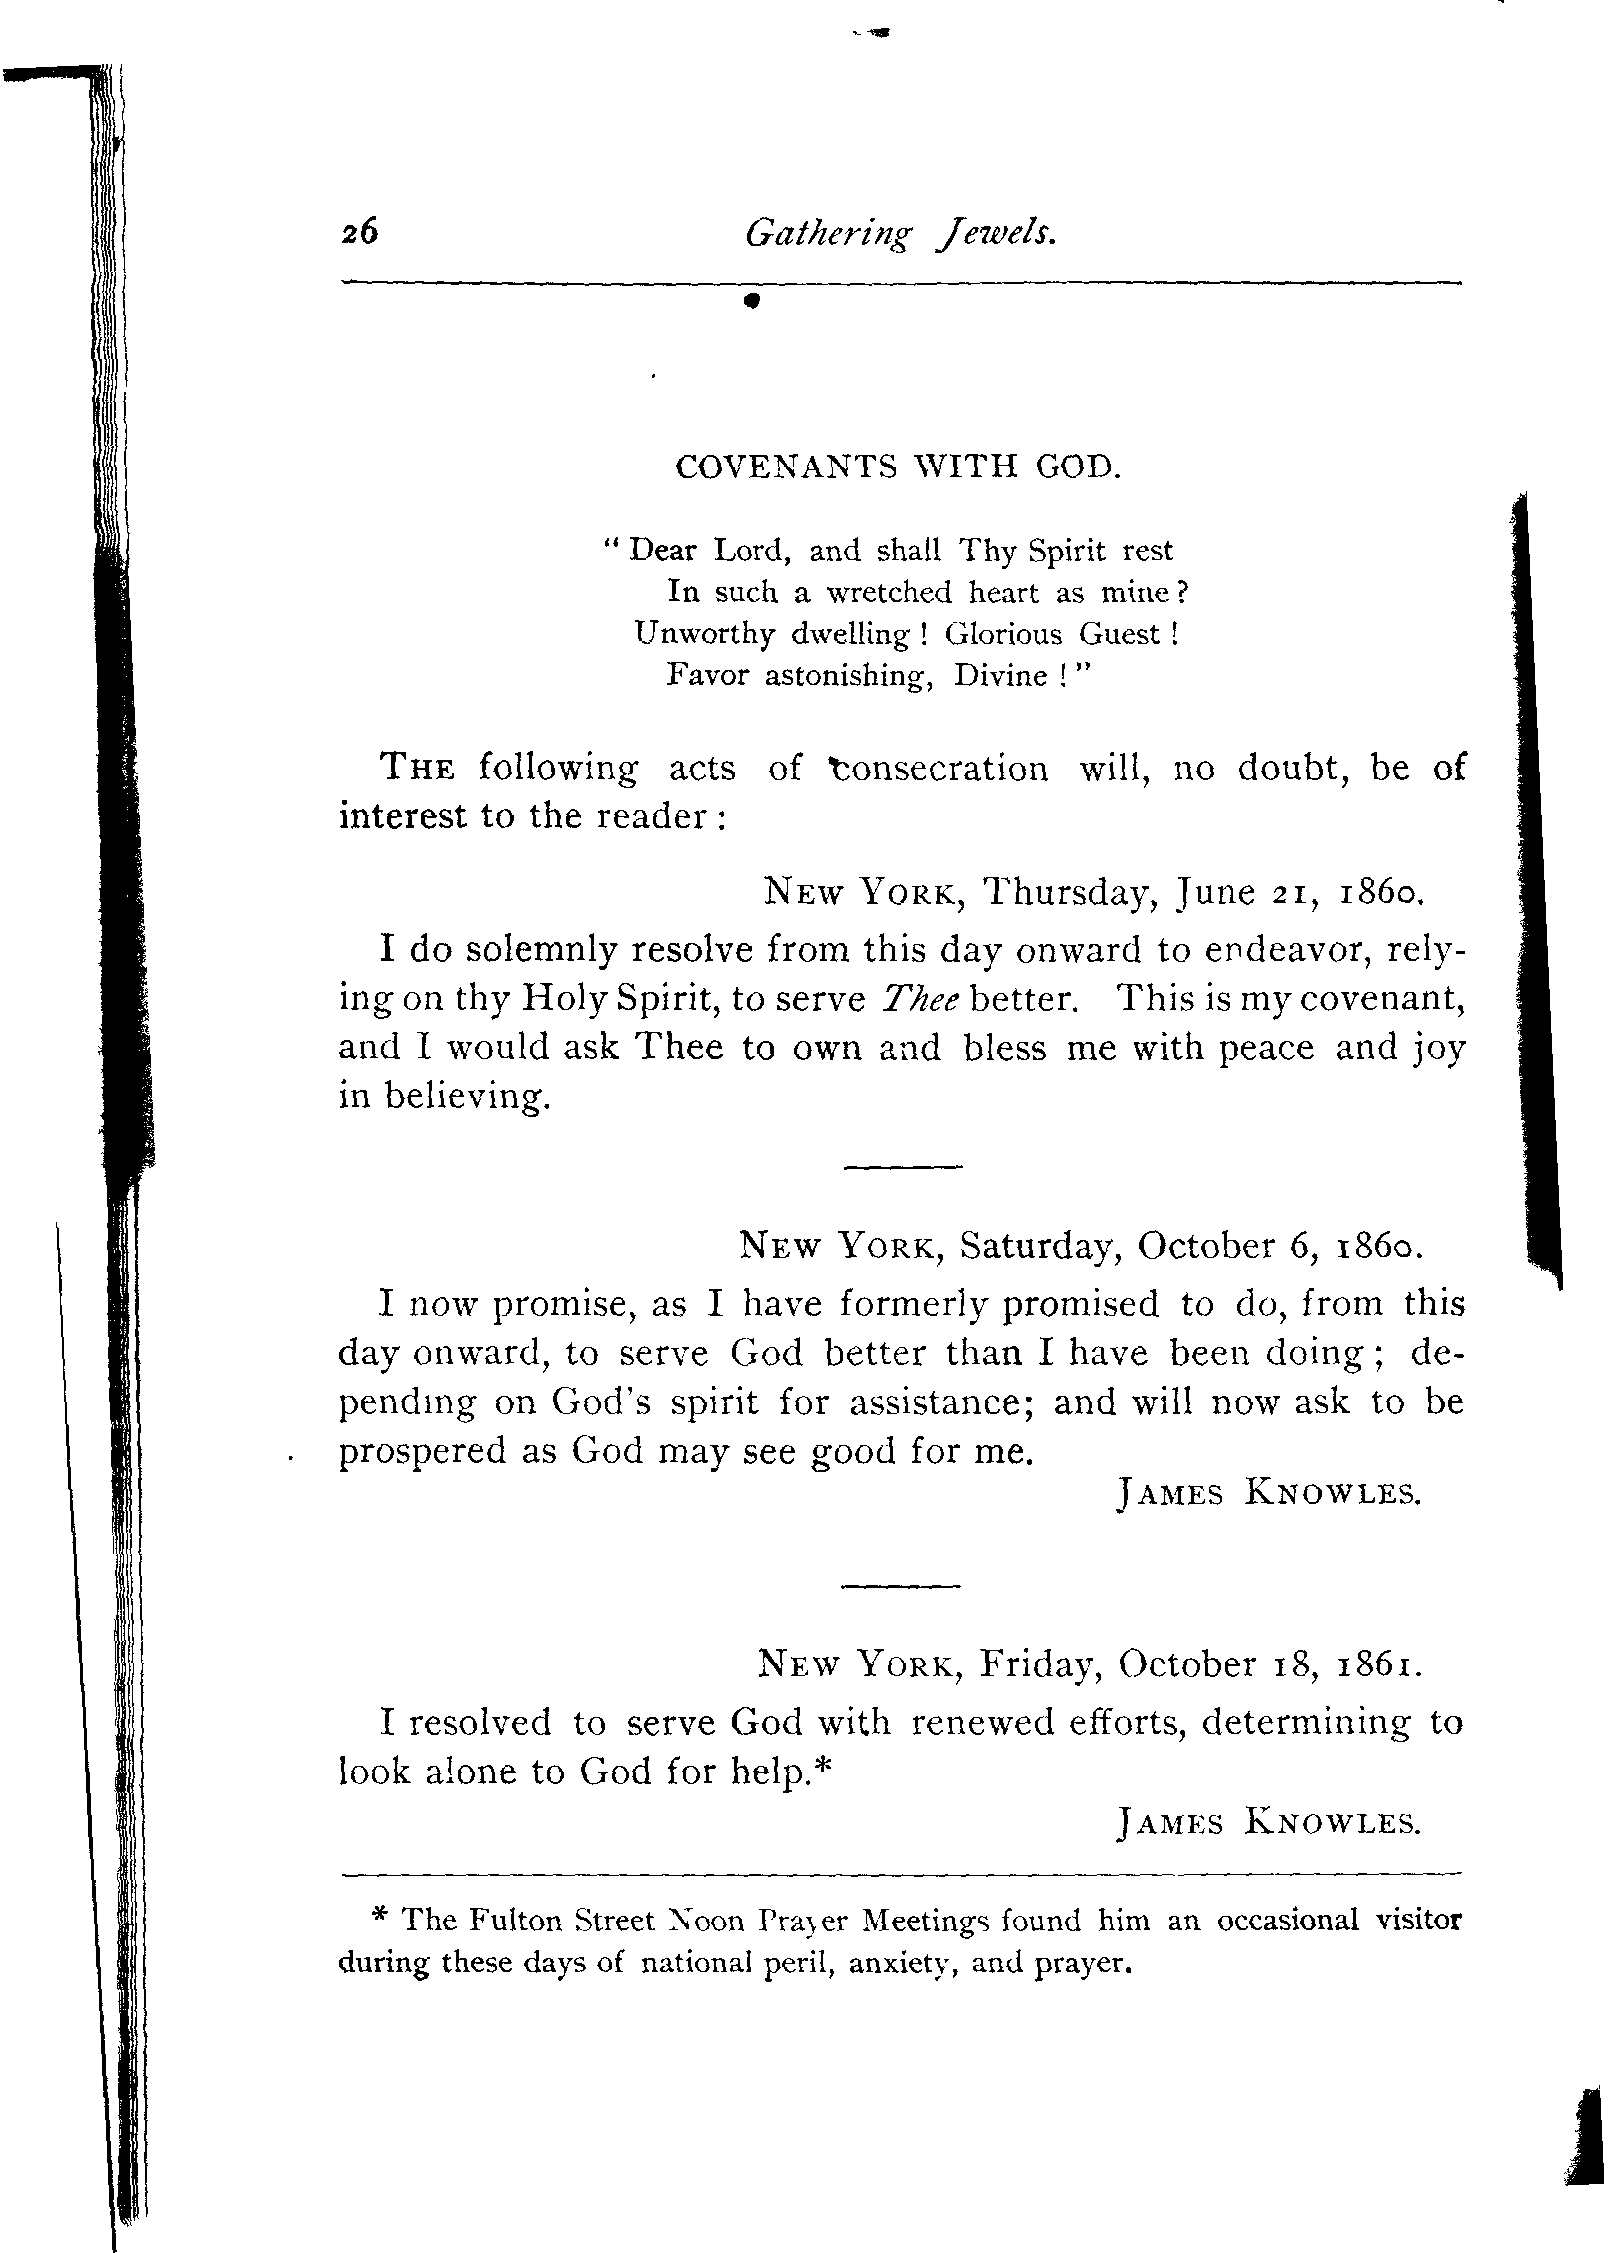 26 Gathering Jewels.
COVENANTS WITH GOD.
“ Dear Lord, and shall Thy Spirit rest
In such a wretched heart as mine ?
Unworthy dwelling ! Glorious Guest !
Favor astonishing, Divine ! ”
THE following acts of consecration will, no doubt, be of
interest to the reader :
NEW YORK, Thursday, June 21, 1860.
I do solemnly resolve from this day onward to endeavor, rely-
ing on thy Holy Spirit, to serve Thee better. This is my covenant,
and I would ask Thee to own and bless me with peace and joy
in believing.
NEW YORK, Saturday, October 6, 1860.
I now promise, as I have formerly promised to do, from this
day onward, to serve God better than I have been doing ; de-
pending on God's spirit for assistance; and will now ask to be
prospered as God may see good for me.
JAMES KNOWLES.
NEW YORK, Friday, October 18, 1861.
I resolved to serve God with renewed efforts, determining to
look alone to God for help.*
JAMES KNOWLES.
* The Fulton Street Noon Prayer Meetings found him an occasional visitor
during these days of national peril, anxiety, and prayer.